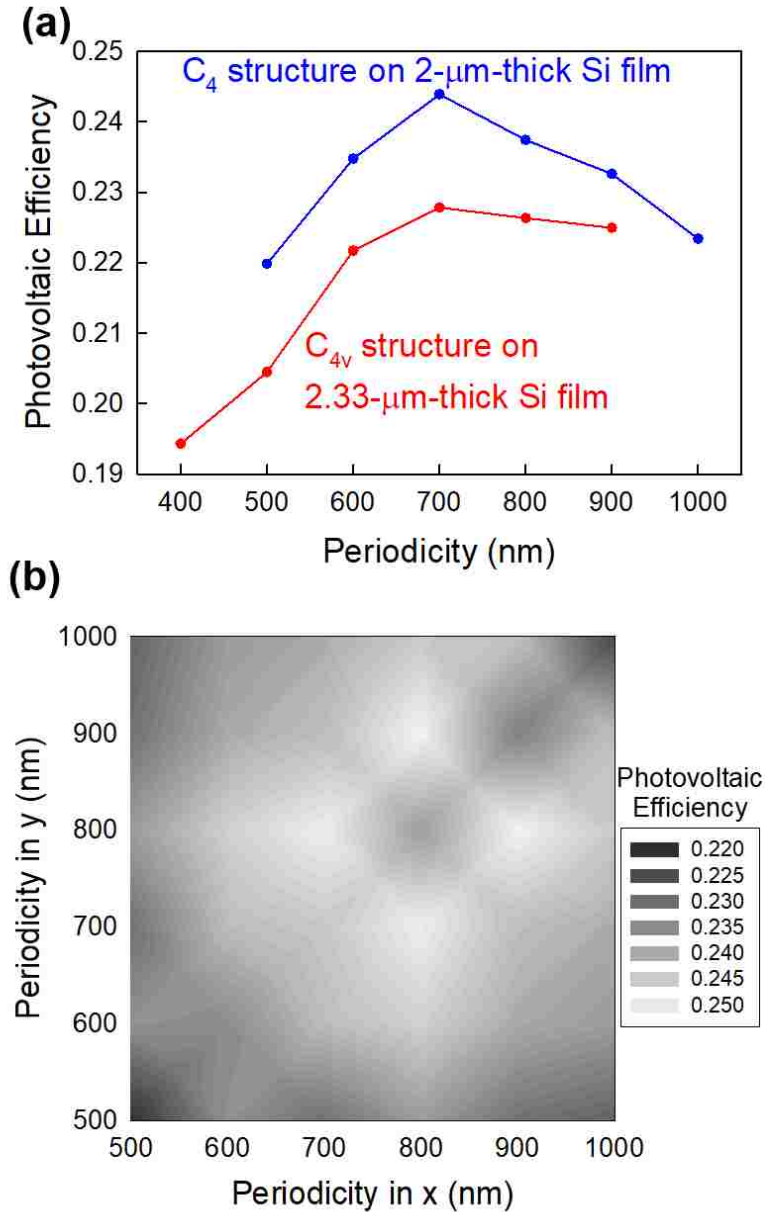 (a)
0.25
C₄ structure on 2-μm-thick Si film
0.24
0.23
0.22
0.21
C₄ᵥ structure on
2.33-μm-thick Si film
0.20
0.19
Photovoltaic Efficiency
400 500 600 700 800 900 1000
Periodicity (nm)
(b)
1000
900
800
700
600
500
Periodicity in y (nm)
500 600 700 800 900 1000
Periodicity in x (nm)
Photovoltaic
Efficiency
0.220
0.225
0.230
0.235
0.240
0.245
0.250